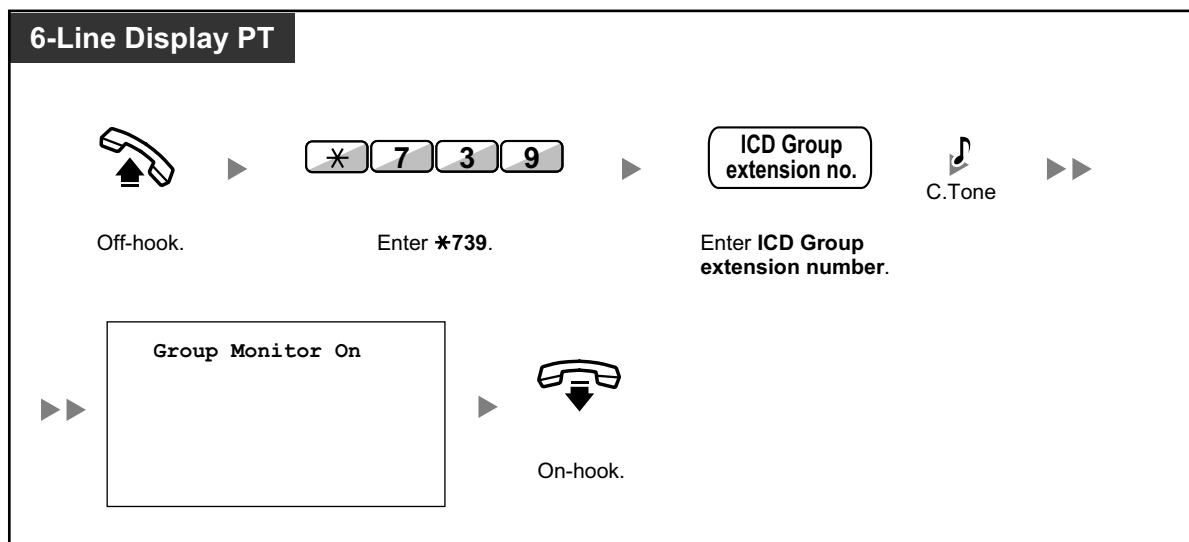 6-Line Display PT
* 7 3 9
ICD Group
extension no.
C.Tone
Off-hook.
Enter *739.
Enter ICD Group
extension number.
Group Monitor On
On-hook.